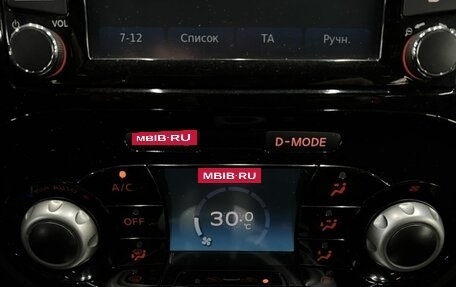 VOL
7-12 Список TA Ручн.
MBIB.RU D-MODE
MBIB.RU
A/C
30.0 °C
OFF